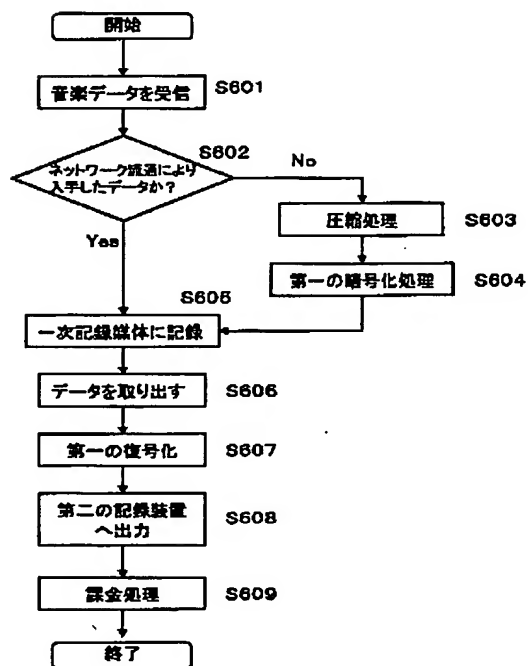 開始
音楽データを受信
S601
ネットワーク流通により
入手したデータか?
S602
No
Yes
圧縮処理
S603
第一の暗号化処理
S604
S605
一次記録媒体に記録
データを取り出す
S606
第一の復号化
S607
第二の記録装置
へ出力
S608
課金処理
S609
終了